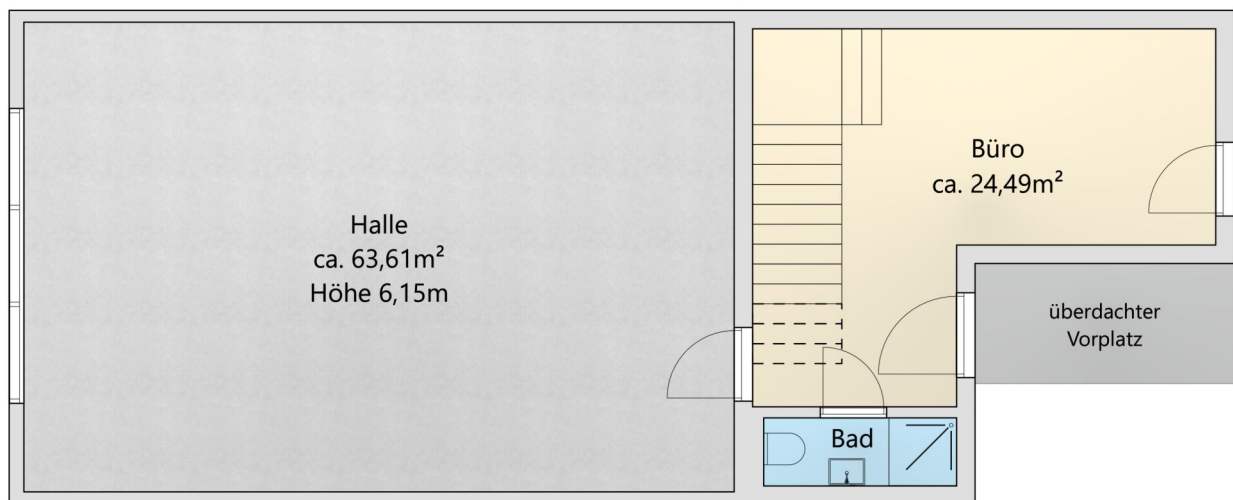 Halle
ca. 63,61m²
Höhe 6,15m
Büro
ca. 24,49m²
überdachter
Vorplatz
Bad